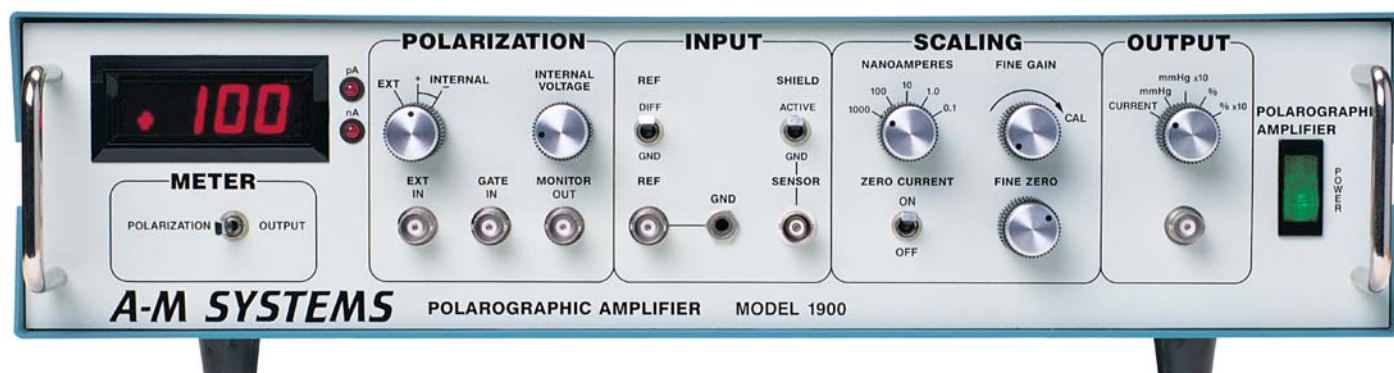 POLARIZATION
INPUT
SCALING
OUTPUT
100
pA
nA
EXT
+
-
INTERNAL
INTERNAL
VOLTAGE
REF
DIFF
GND
SHIELD
ACTIVE
GND
NANOAMPERES
1000
100
10
1.0
0.1
FINE GAIN
CAL
CURRENT
mmHg
mmHg x10
%
% x10
POLAROGRAPHIC
AMPLIFIER
POWER
METER
POLARIZATION
OUTPUT
EXT
IN
GATE
IN
MONITOR
OUT
REF
GND
SENSOR
ZERO CURRENT
ON
OFF
FINE ZERO
A-M SYSTEMS
POLAROGRAPHIC AMPLIFIER MODEL 1900